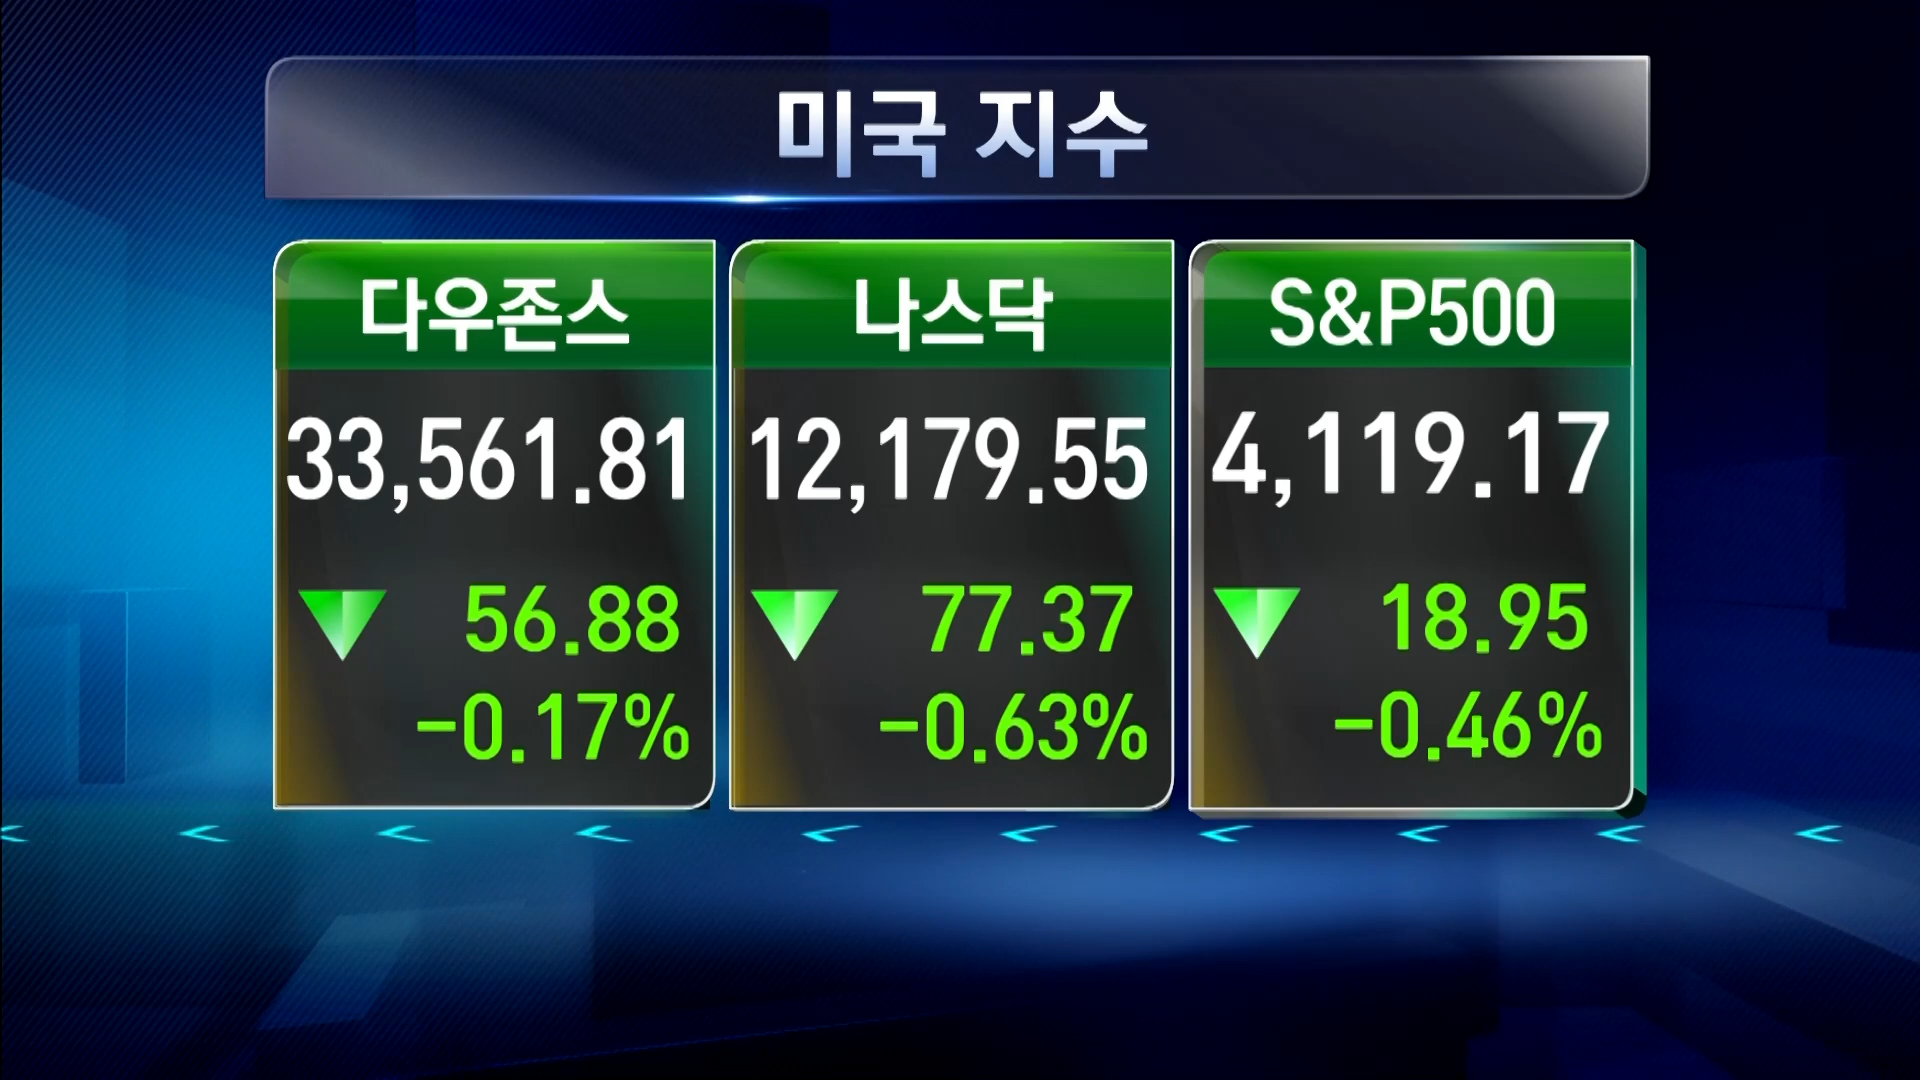 미국 지수
다우존스
33,561.81
▼ 56.88
-0.17%
나스닥
12,179.55
▼ 77.37
-0.63%
S&P500
4,119.17
▼ 18.95
-0.46%